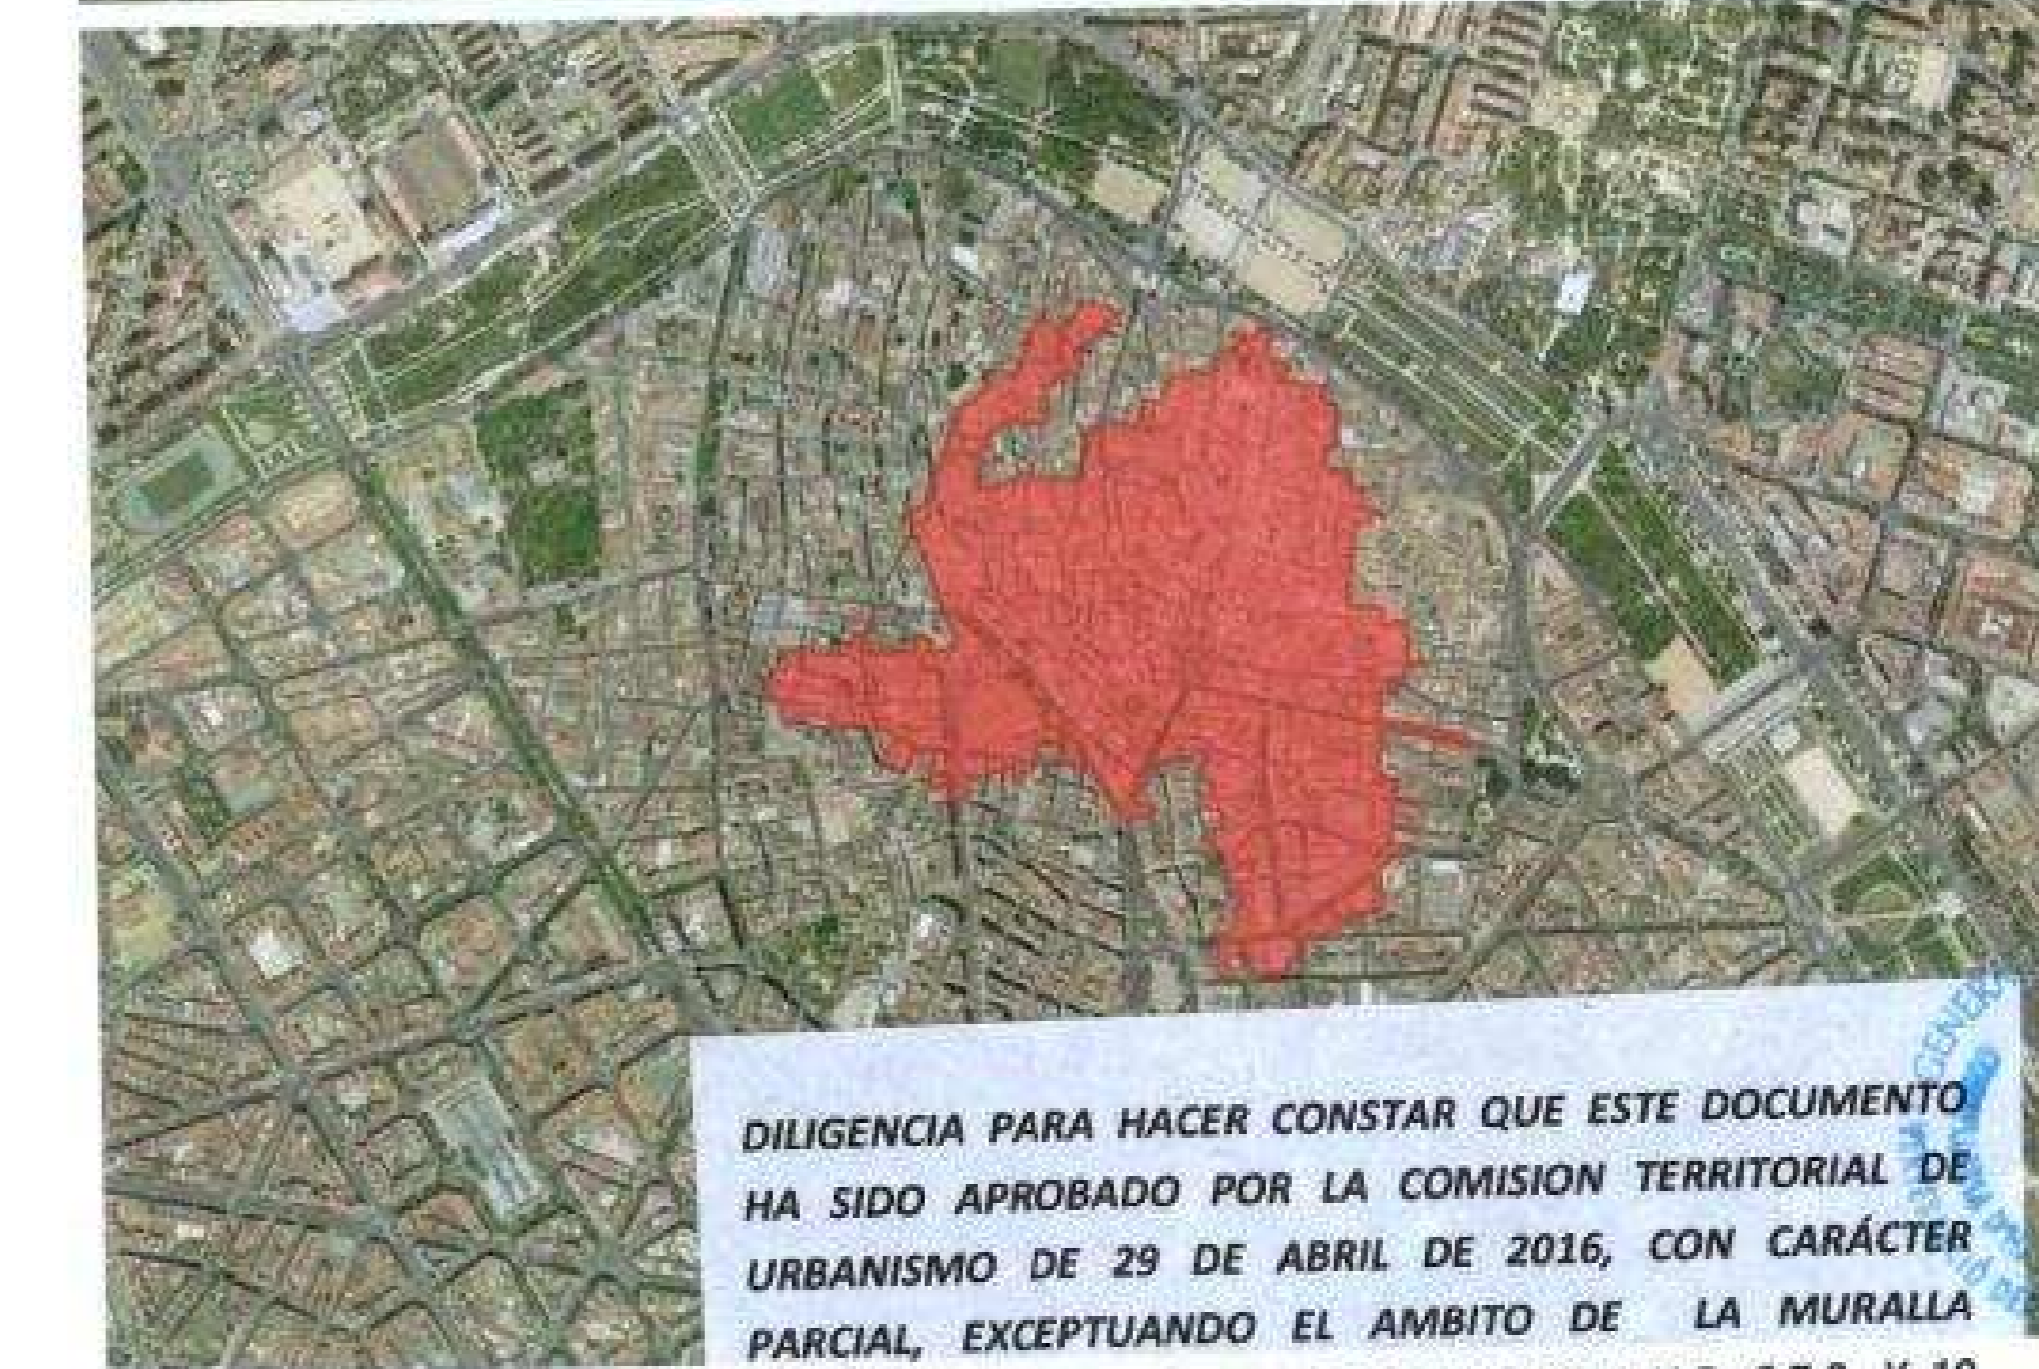 DILIGENCIA PARA HACER CONSTAR QUE ESTE DOCUMENTO
HA SIDO APROBADO POR LA COMISION TERRITORIAL DE
URBANISMO DE 29 DE ABRIL DE 2016, CON CARÁCTER
PARCIAL, EXCEPTUANDO EL AMBITO DE LA MURALLA